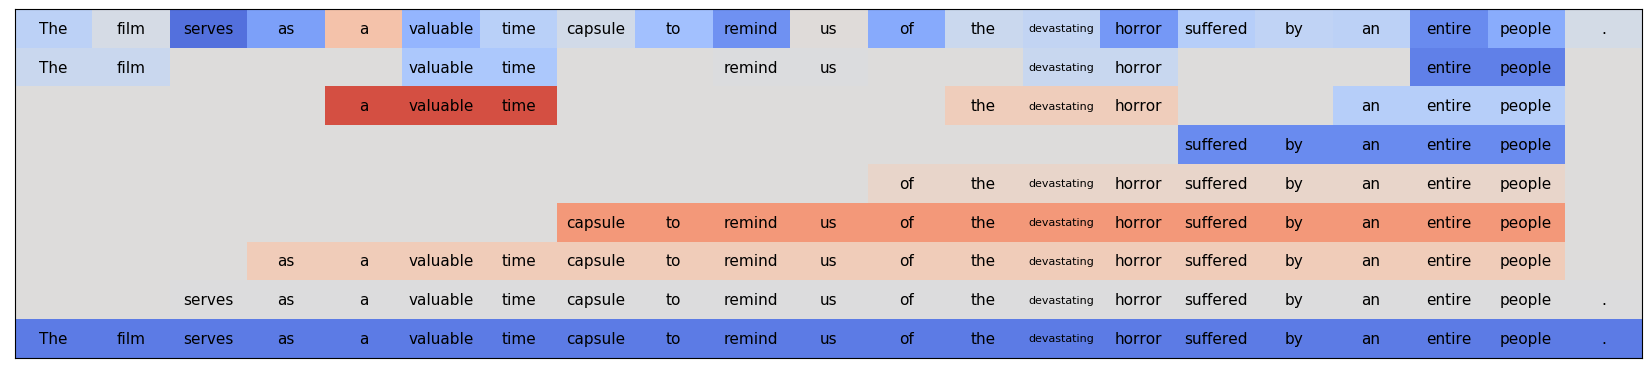 The film serves as a valuable time capsule to remind us of the devastating horror suffered by an entire people .
The film valuable time remind us devastating horror entire people
a valuable time the devastating horror an entire people
suffered by an entire people
of the devastating horror suffered by an entire people
capsule to remind us of the devastating horror suffered by an entire people
as a valuable time capsule to remind us of the devastating horror suffered by an entire people
serves as a valuable time capsule to remind us of the devastating horror suffered by an entire people .
The film serves as a valuable time capsule to remind us of the devastating horror suffered by an entire people .